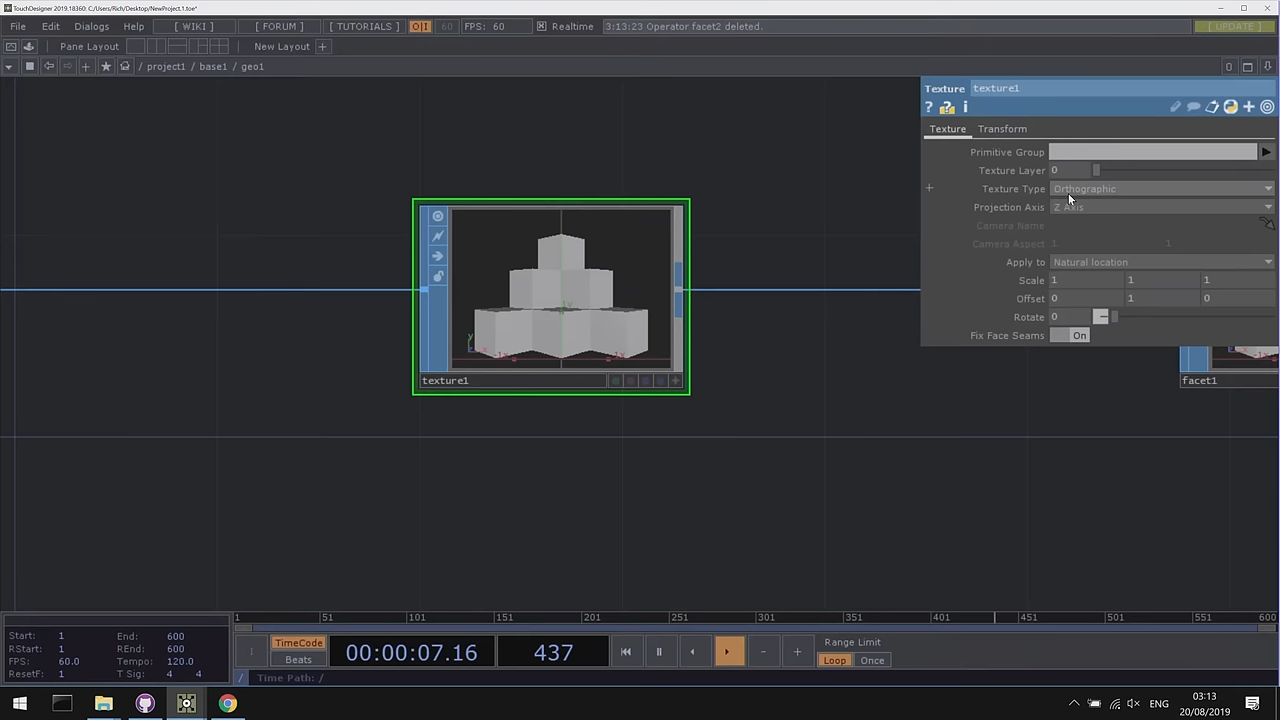 TouchDesigner 2019.18360: C:/Users/Rich/Desktop/NewProject.1.toe*
File Edit Dialogs Help [ WIKI ] [ FORUM ] [ TUTORIALS ] O|I 60 FPS: 60 Realtime 3:13:23 Operator facet2 deleted. [ UPDATE ]
Pane Layout New Layout +
/ project1 / base1 / geo1 0
Texture texture1
? ? i
Texture Transform
Primitive Group
Texture Layer 0
+ Texture Type Orthographic
Projection Axis Z Axis
Camera Name
Camera Aspect 1 1
Apply to Natural location
Scale 1 1 1
Offset 0 1 0
Rotate 0
Fix Face Seams On
texture1
facet1
1 51 101 151 201 251 301 351 401 451 501 551 600
Start: 1 End: 600
RStart: 1 REnd: 600
FPS: 60.0 Tempo: 120.0
ResetF: 1 T Sig: 4 4
TimeCode
Beats
00:00:07.16 437
Range Limit
Loop Once
/ Time Path: /
ENG
03:13
20/08/2019